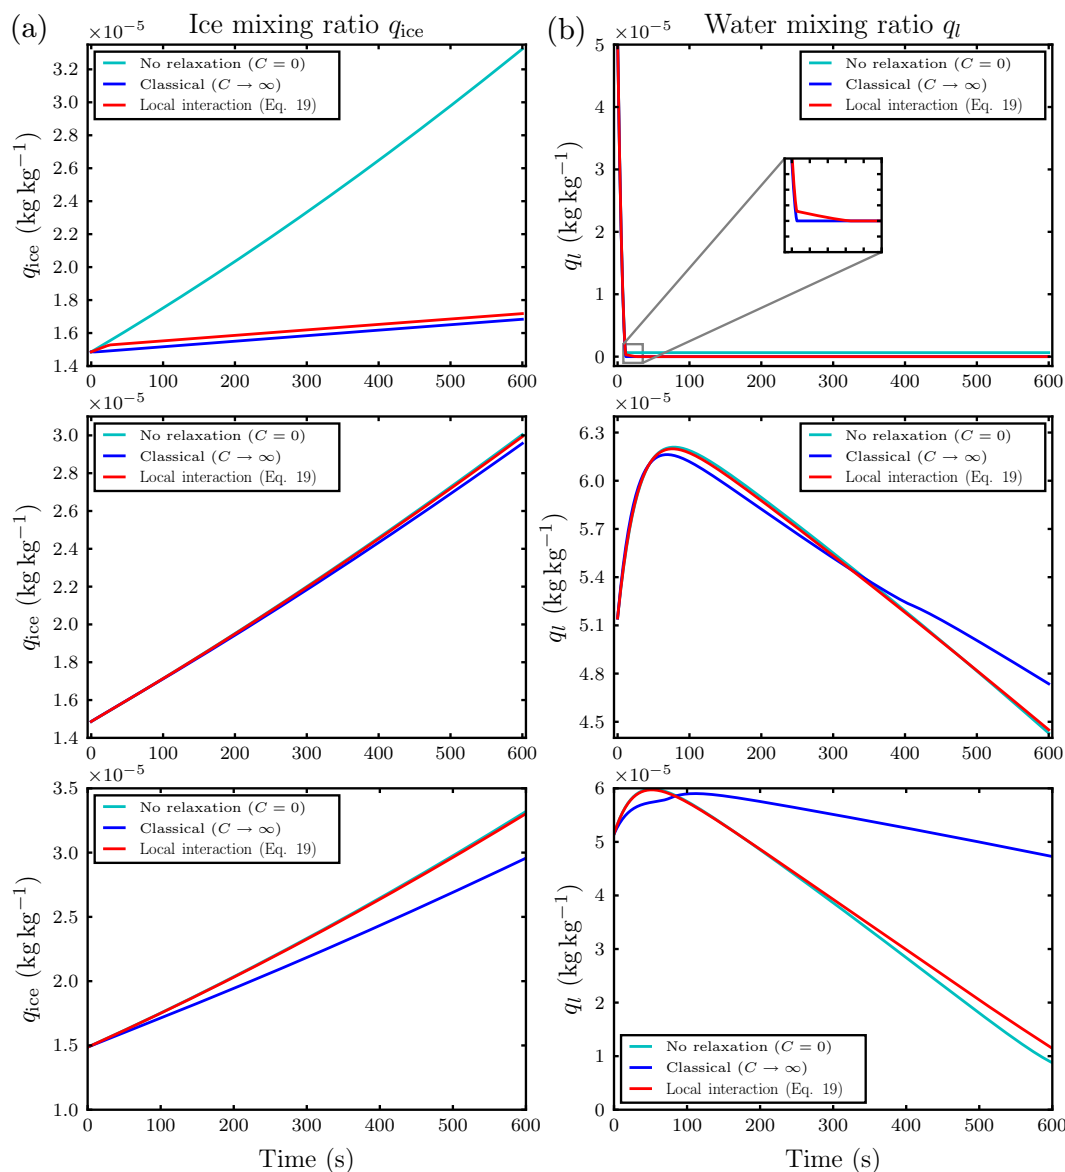 (a) Ice mixing ratio q_ice
×10⁻⁵
3.2
3.0
2.8
2.6
2.4
2.2
2.0
1.8
1.6
1.4
q_ice (kg kg⁻¹)
No relaxation (C = 0)
Classical (C → ∞)
Local interaction (Eq. 19)
0 100 200 300 400 500 600
(b) Water mixing ratio q_l
×10⁻⁵
5
4
3
2
1
0
q_l (kg kg⁻¹)
No relaxation (C = 0)
Classical (C → ∞)
Local interaction (Eq. 19)
0 100 200 300 400 500 600
×10⁻⁵
3.0
2.8
2.6
2.4
2.2
2.0
1.8
1.6
1.4
q_ice (kg kg⁻¹)
No relaxation (C = 0)
Classical (C → ∞)
Local interaction (Eq. 19)
0 100 200 300 400 500 600
×10⁻⁵
6.3
6.0
5.7
5.4
5.1
4.8
4.5
q_l (kg kg⁻¹)
No relaxation (C = 0)
Classical (C → ∞)
Local interaction (Eq. 19)
0 100 200 300 400 500 600
×10⁻⁵
3.5
3.0
2.5
2.0
1.5
1.0
q_ice (kg kg⁻¹)
No relaxation (C = 0)
Classical (C → ∞)
Local interaction (Eq. 19)
0 100 200 300 400 500 600
Time (s)
×10⁻⁵
6
5
4
3
2
1
0
q_l (kg kg⁻¹)
No relaxation (C = 0)
Classical (C → ∞)
Local interaction (Eq. 19)
0 100 200 300 400 500 600
Time (s)